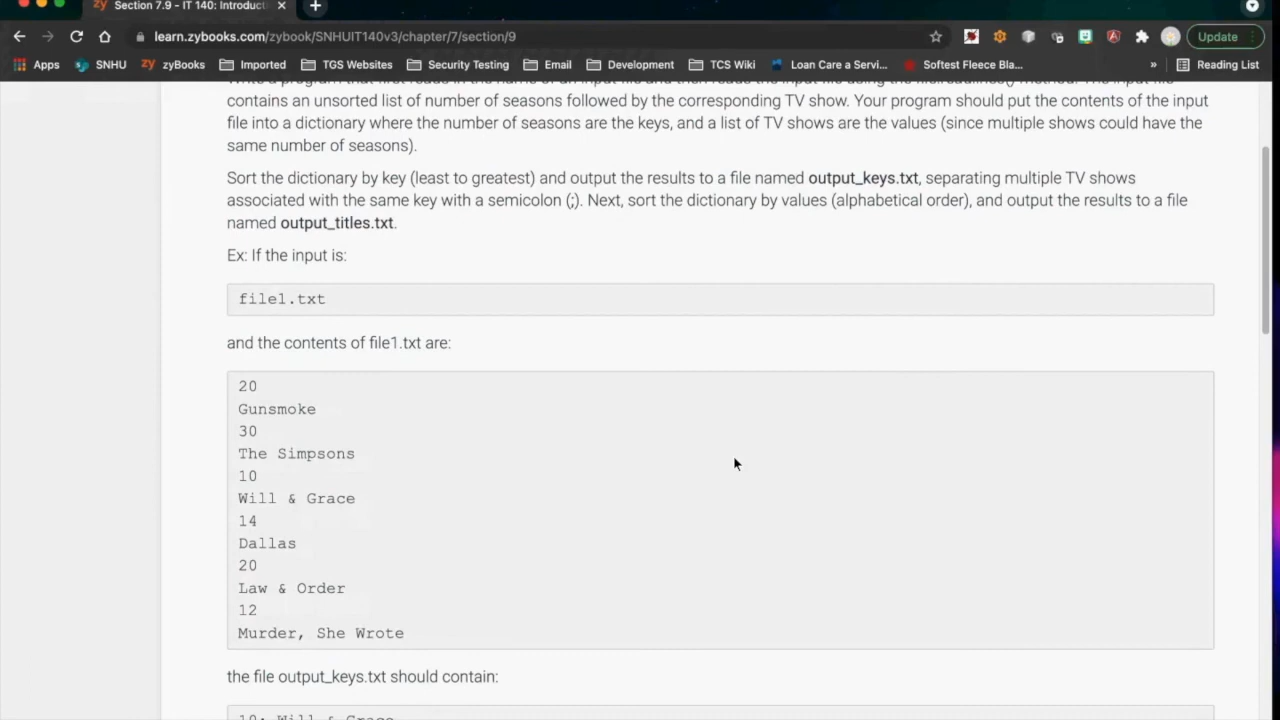 Section 7.9 - IT 140: Introducti
learn.zybooks.com/zybook/SNHUIT140v3/chapter/7/section/9
Update
Apps SNHU zyBooks Imported TGS Websites Security Testing Email Development TCS Wiki Loan Care a Servi... Softest Fleece Bla... » Reading List
contains an unsorted list of number of seasons followed by the corresponding TV show. Your program should put the contents of the input
file into a dictionary where the number of seasons are the keys, and a list of TV shows are the values (since multiple shows could have the
same number of seasons).
Sort the dictionary by key (least to greatest) and output the results to a file named output_keys.txt, separating multiple TV shows
associated with the same key with a semicolon (;). Next, sort the dictionary by values (alphabetical order), and output the results to a file
named output_titles.txt.
Ex: If the input is:
file1.txt
and the contents of file1.txt are:
20
Gunsmoke
30
The Simpsons
10
Will & Grace
14
Dallas
20
Law & Order
12
Murder, She Wrote
the file output_keys.txt should contain:
10: Will & Grace